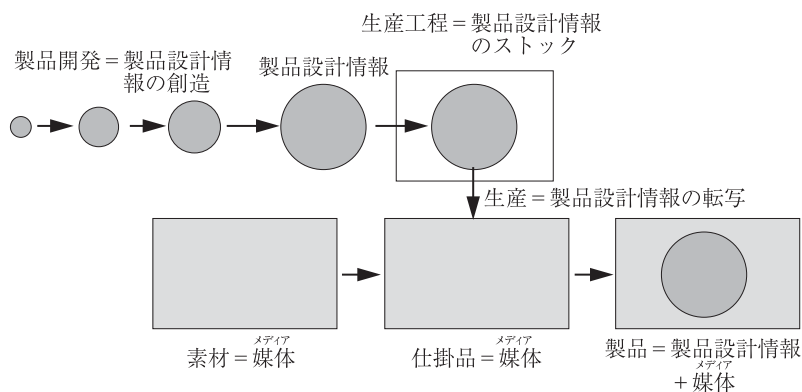 生産工程=製品設計情報
のストック
製品開発=製品設計情
報の創造
製品設計情報
生産=製品設計情報の転写
メディア
素材=媒体
メディア
仕掛品=媒体
製品=製品設計情報
メディア
+媒体